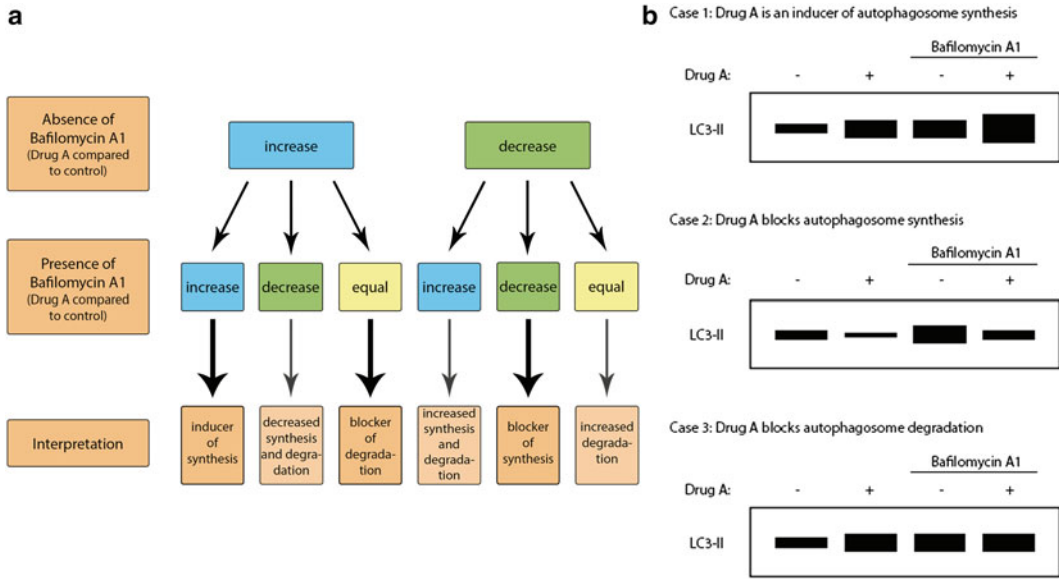 a
Absence of
Bafilomycin A1
(Drug A compared
to control)
increase
decrease
Presence of
Bafilomycin A1
(Drug A compared
to control)
increase
decrease
equal
increase
decrease
equal
Interpretation
inducer
of
synthesis
decreased
synthesis
and degra-
dation
blocker
of
degrada-
tion
increased
synthesis
and
degradation
blocker
of
synthesis
increased
degrada-
tion
b
Case 1: Drug A is an inducer of autophagosome synthesis
Bafilomycin A1
Drug A: - + - +
LC3-II
Case 2: Drug A blocks autophagosome synthesis
Bafilomycin A1
Drug A: - + - +
LC3-II
Case 3: Drug A blocks autophagosome degradation
Bafilomycin A1
Drug A: - + - +
LC3-II